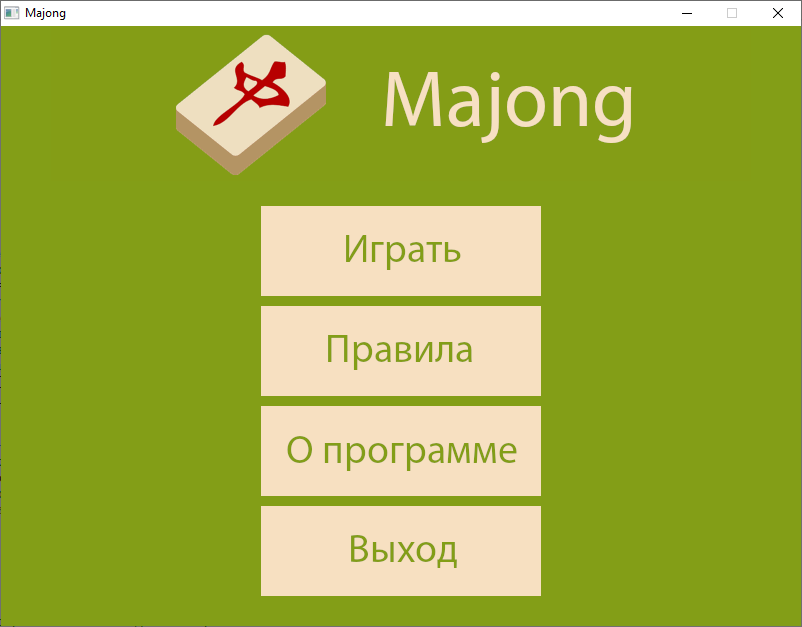 Majong
Majong
Играть
Правила
О программе
Выход